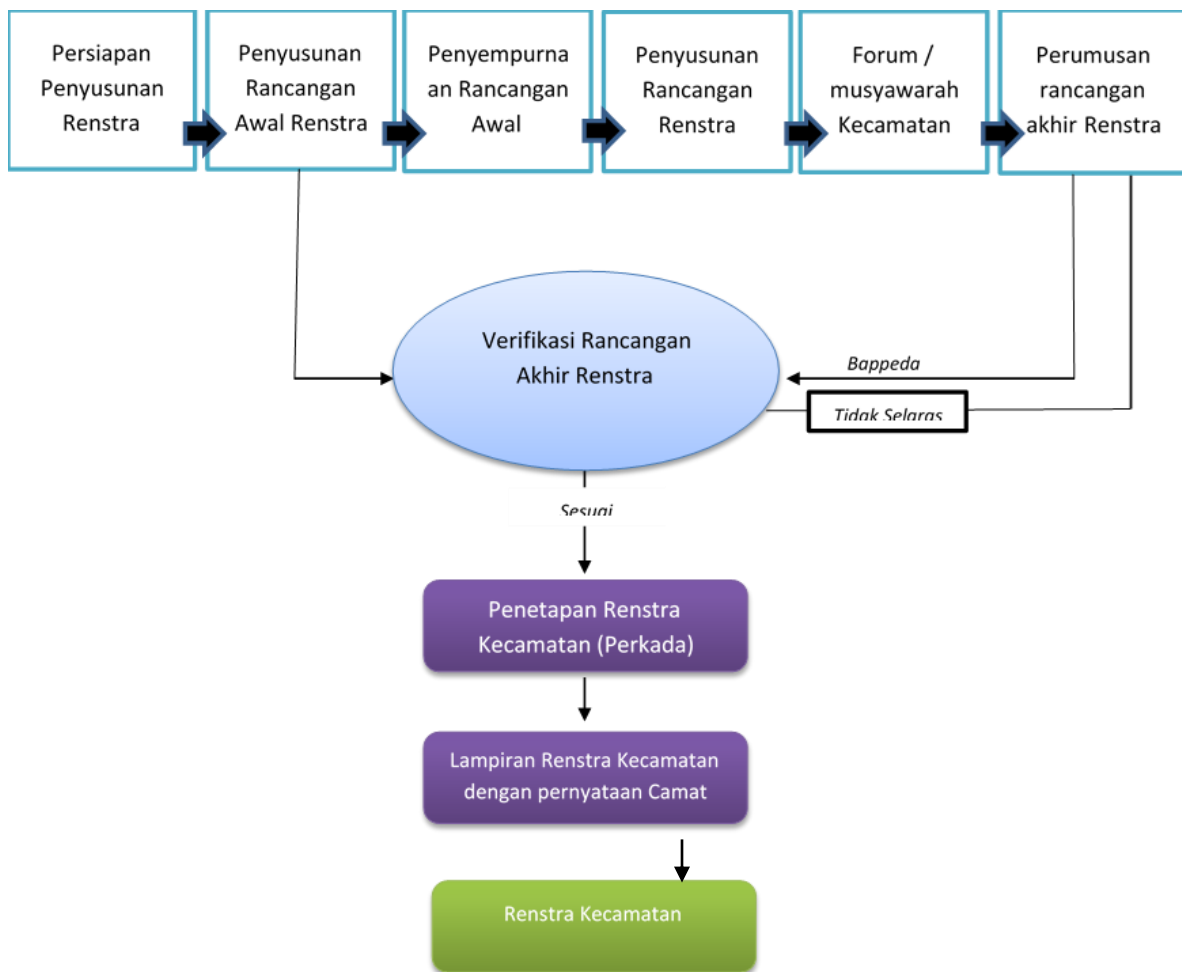 Persiapan
Penyusunan
Renstra
Penyusunan
Rancangan
Awal Renstra
Penyempurna
an Rancangan
Awal
Penyusunan
Rancangan
Renstra
Forum /
musyawarah
Kecamatan
Perumusan
rancangan
akhir Renstra
Verifikasi Rancangan
Akhir Renstra
Bappeda
Tidak Selaras
Sesuai
Penetapan Renstra
Kecamatan (Perkada)
Lampiran Renstra Kecamatan
dengan pernyataan Camat
Renstra Kecamatan